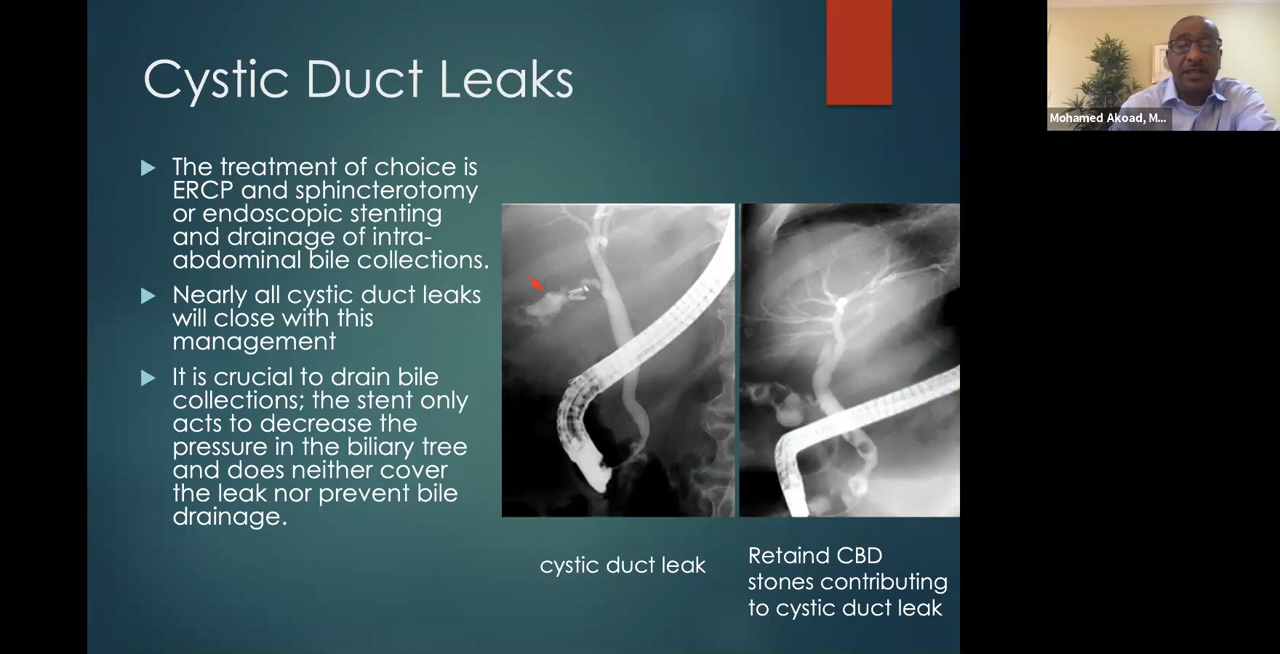 Cystic Duct Leaks
The treatment of choice is
ERCP and sphincterotomy
or endoscopic stenting
and drainage of intra-
abdominal bile collections.
Nearly all cystic duct leaks
will close with this
management
It is crucial to drain bile
collections; the stent only
acts to decrease the
pressure in the biliary tree
and does neither cover
the leak nor prevent bile
drainage.
cystic duct leak
Retaind CBD
stones contributing
to cystic duct leak
Mohamed Akoad, M...